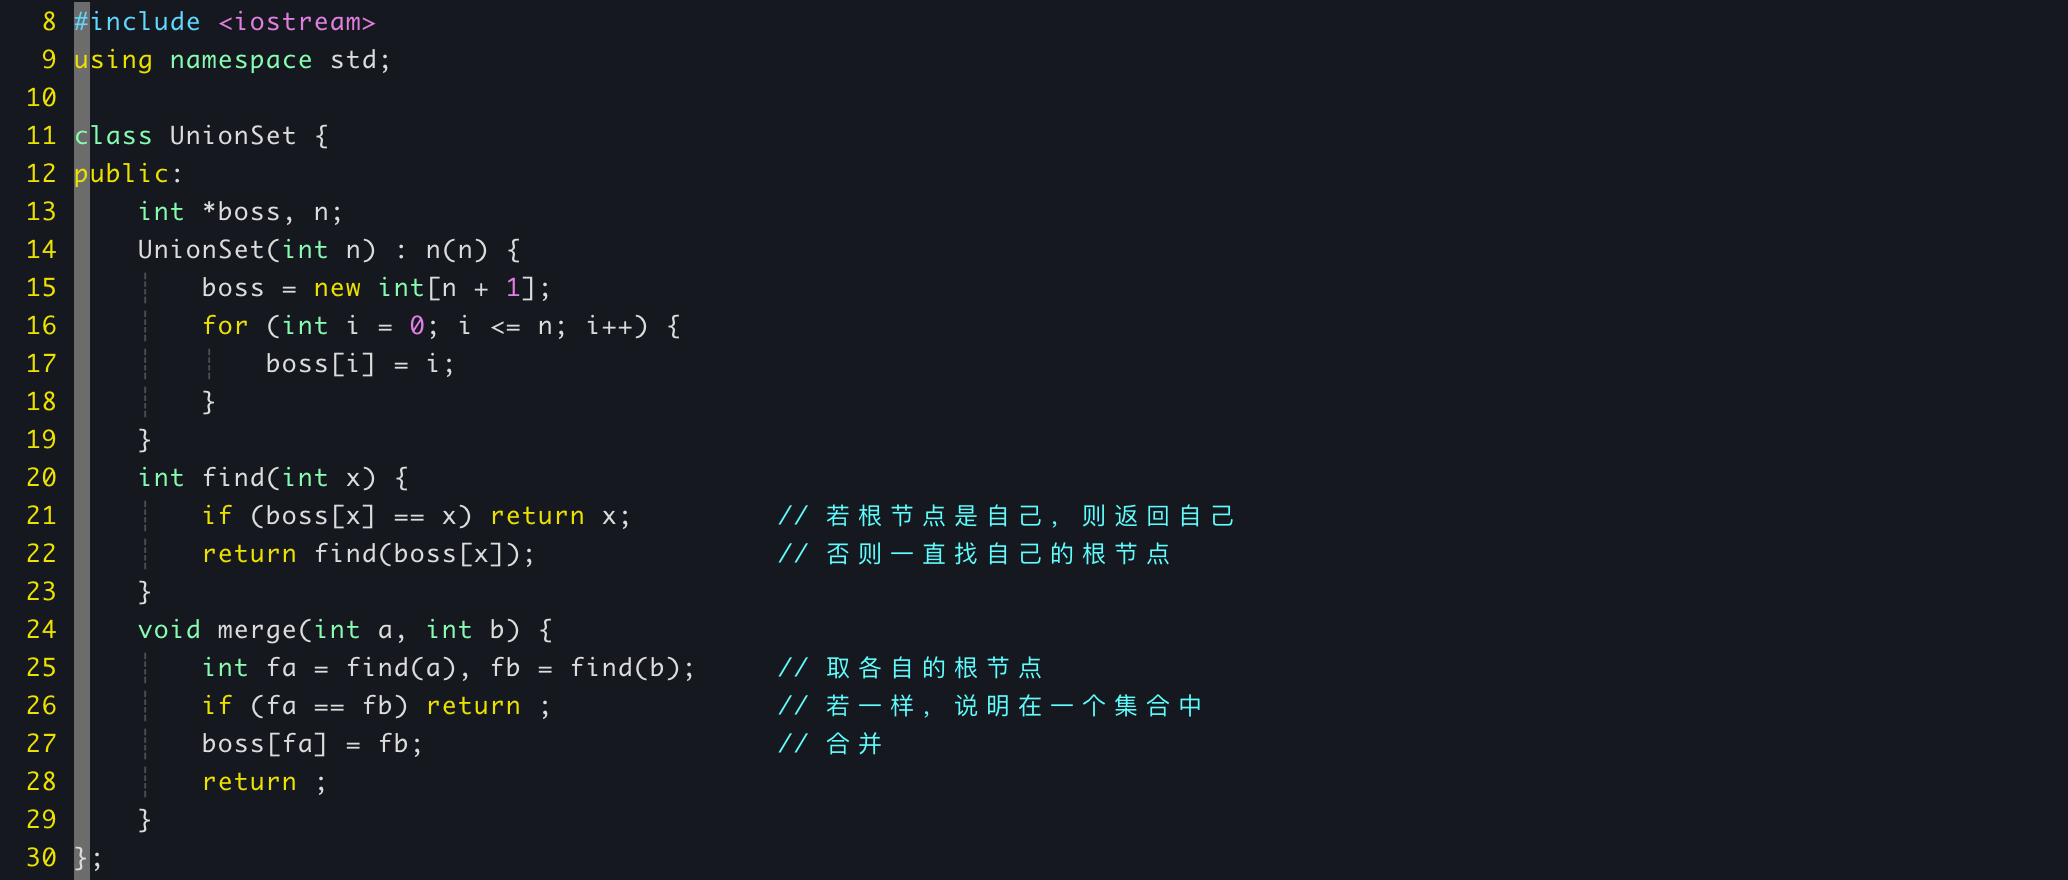 8 #include <iostream>
9 using namespace std;
10
11 class UnionSet {
12 public:
13     int *boss, n;
14     UnionSet(int n) : n(n) {
15         boss = new int[n + 1];
16         for (int i = 0; i <= n; i++) {
17             boss[i] = i;
18         }
19     }
20     int find(int x) {
21         if (boss[x] == x) return x;         // 若根节点是自己，则返回自己
22         return find(boss[x]);               // 否则一直找自己的根节点
23     }
24     void merge(int a, int b) {
25         int fa = find(a), fb = find(b);     // 取各自的根节点
26         if (fa == fb) return ;              // 若一样，说明在一个集合中
27         boss[fa] = fb;                      // 合并
28         return ;
29     }
30 };